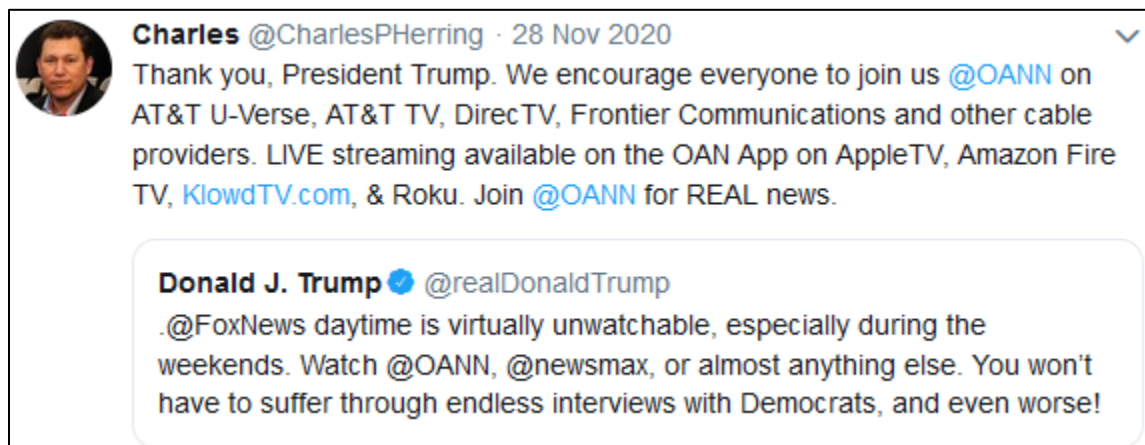 Charles @CharlesPHerring · 28 Nov 2020
Thank you, President Trump. We encourage everyone to join us @OANN on
AT&T U-Verse, AT&T TV, DirecTV, Frontier Communications and other cable
providers. LIVE streaming available on the OAN App on AppleTV, Amazon Fire
TV, KlowdTV.com, & Roku. Join @OANN for REAL news.
Donald J. Trump @realDonaldTrump
.@FoxNews daytime is virtually unwatchable, especially during the
weekends. Watch @OANN, @newsmax, or almost anything else. You won't
have to suffer through endless interviews with Democrats, and even worse!